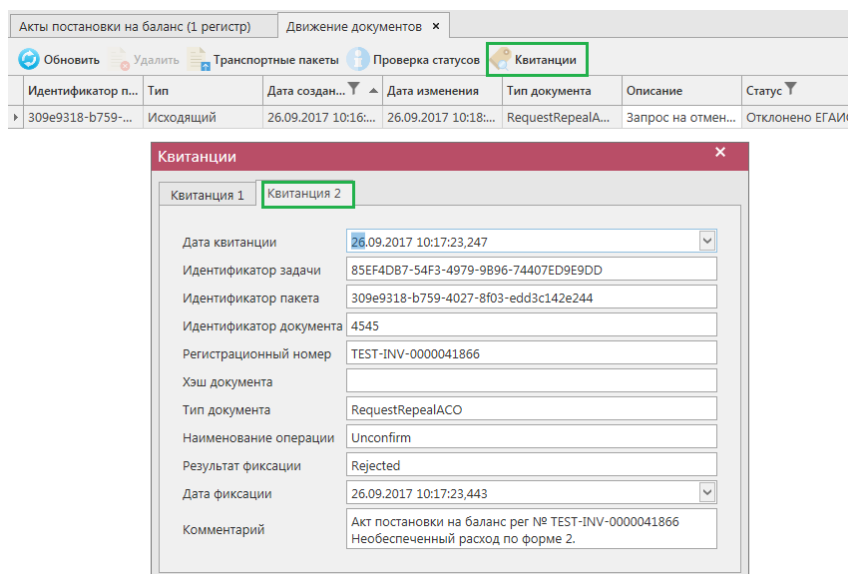 Акты постановки на баланс (1 регистр) Движение документов ×
Обновить Удалить Транспортные пакеты Проверка статусов Квитанции
Идентификатор п... Тип Дата создан... Дата изменения Тип документа Описание Статус
309e9318-b759-... Исходящий 26.09.2017 10:16:... 26.09.2017 10:18:... RequestRepealA... Запрос на отмен... Отклонено ЕГАИС
Квитанции ×
Квитанция 1 Квитанция 2
Дата квитанции 26.09.2017 10:17:23,247
Идентификатор задачи 85EF4DB7-54F3-4979-9B96-74407ED9E9DD
Идентификатор пакета 309e9318-b759-4027-8f03-edd3c142e244
Идентификатор документа 4545
Регистрационный номер TEST-INV-0000041866
Хэш документа
Тип документа RequestRepealACO
Наименование операции Unconfirm
Результат фиксации Rejected
Дата фиксации 26.09.2017 10:17:23,443
Комментарий Акт постановки на баланс рег № TEST-INV-0000041866
Необеспеченный расход по форме 2.